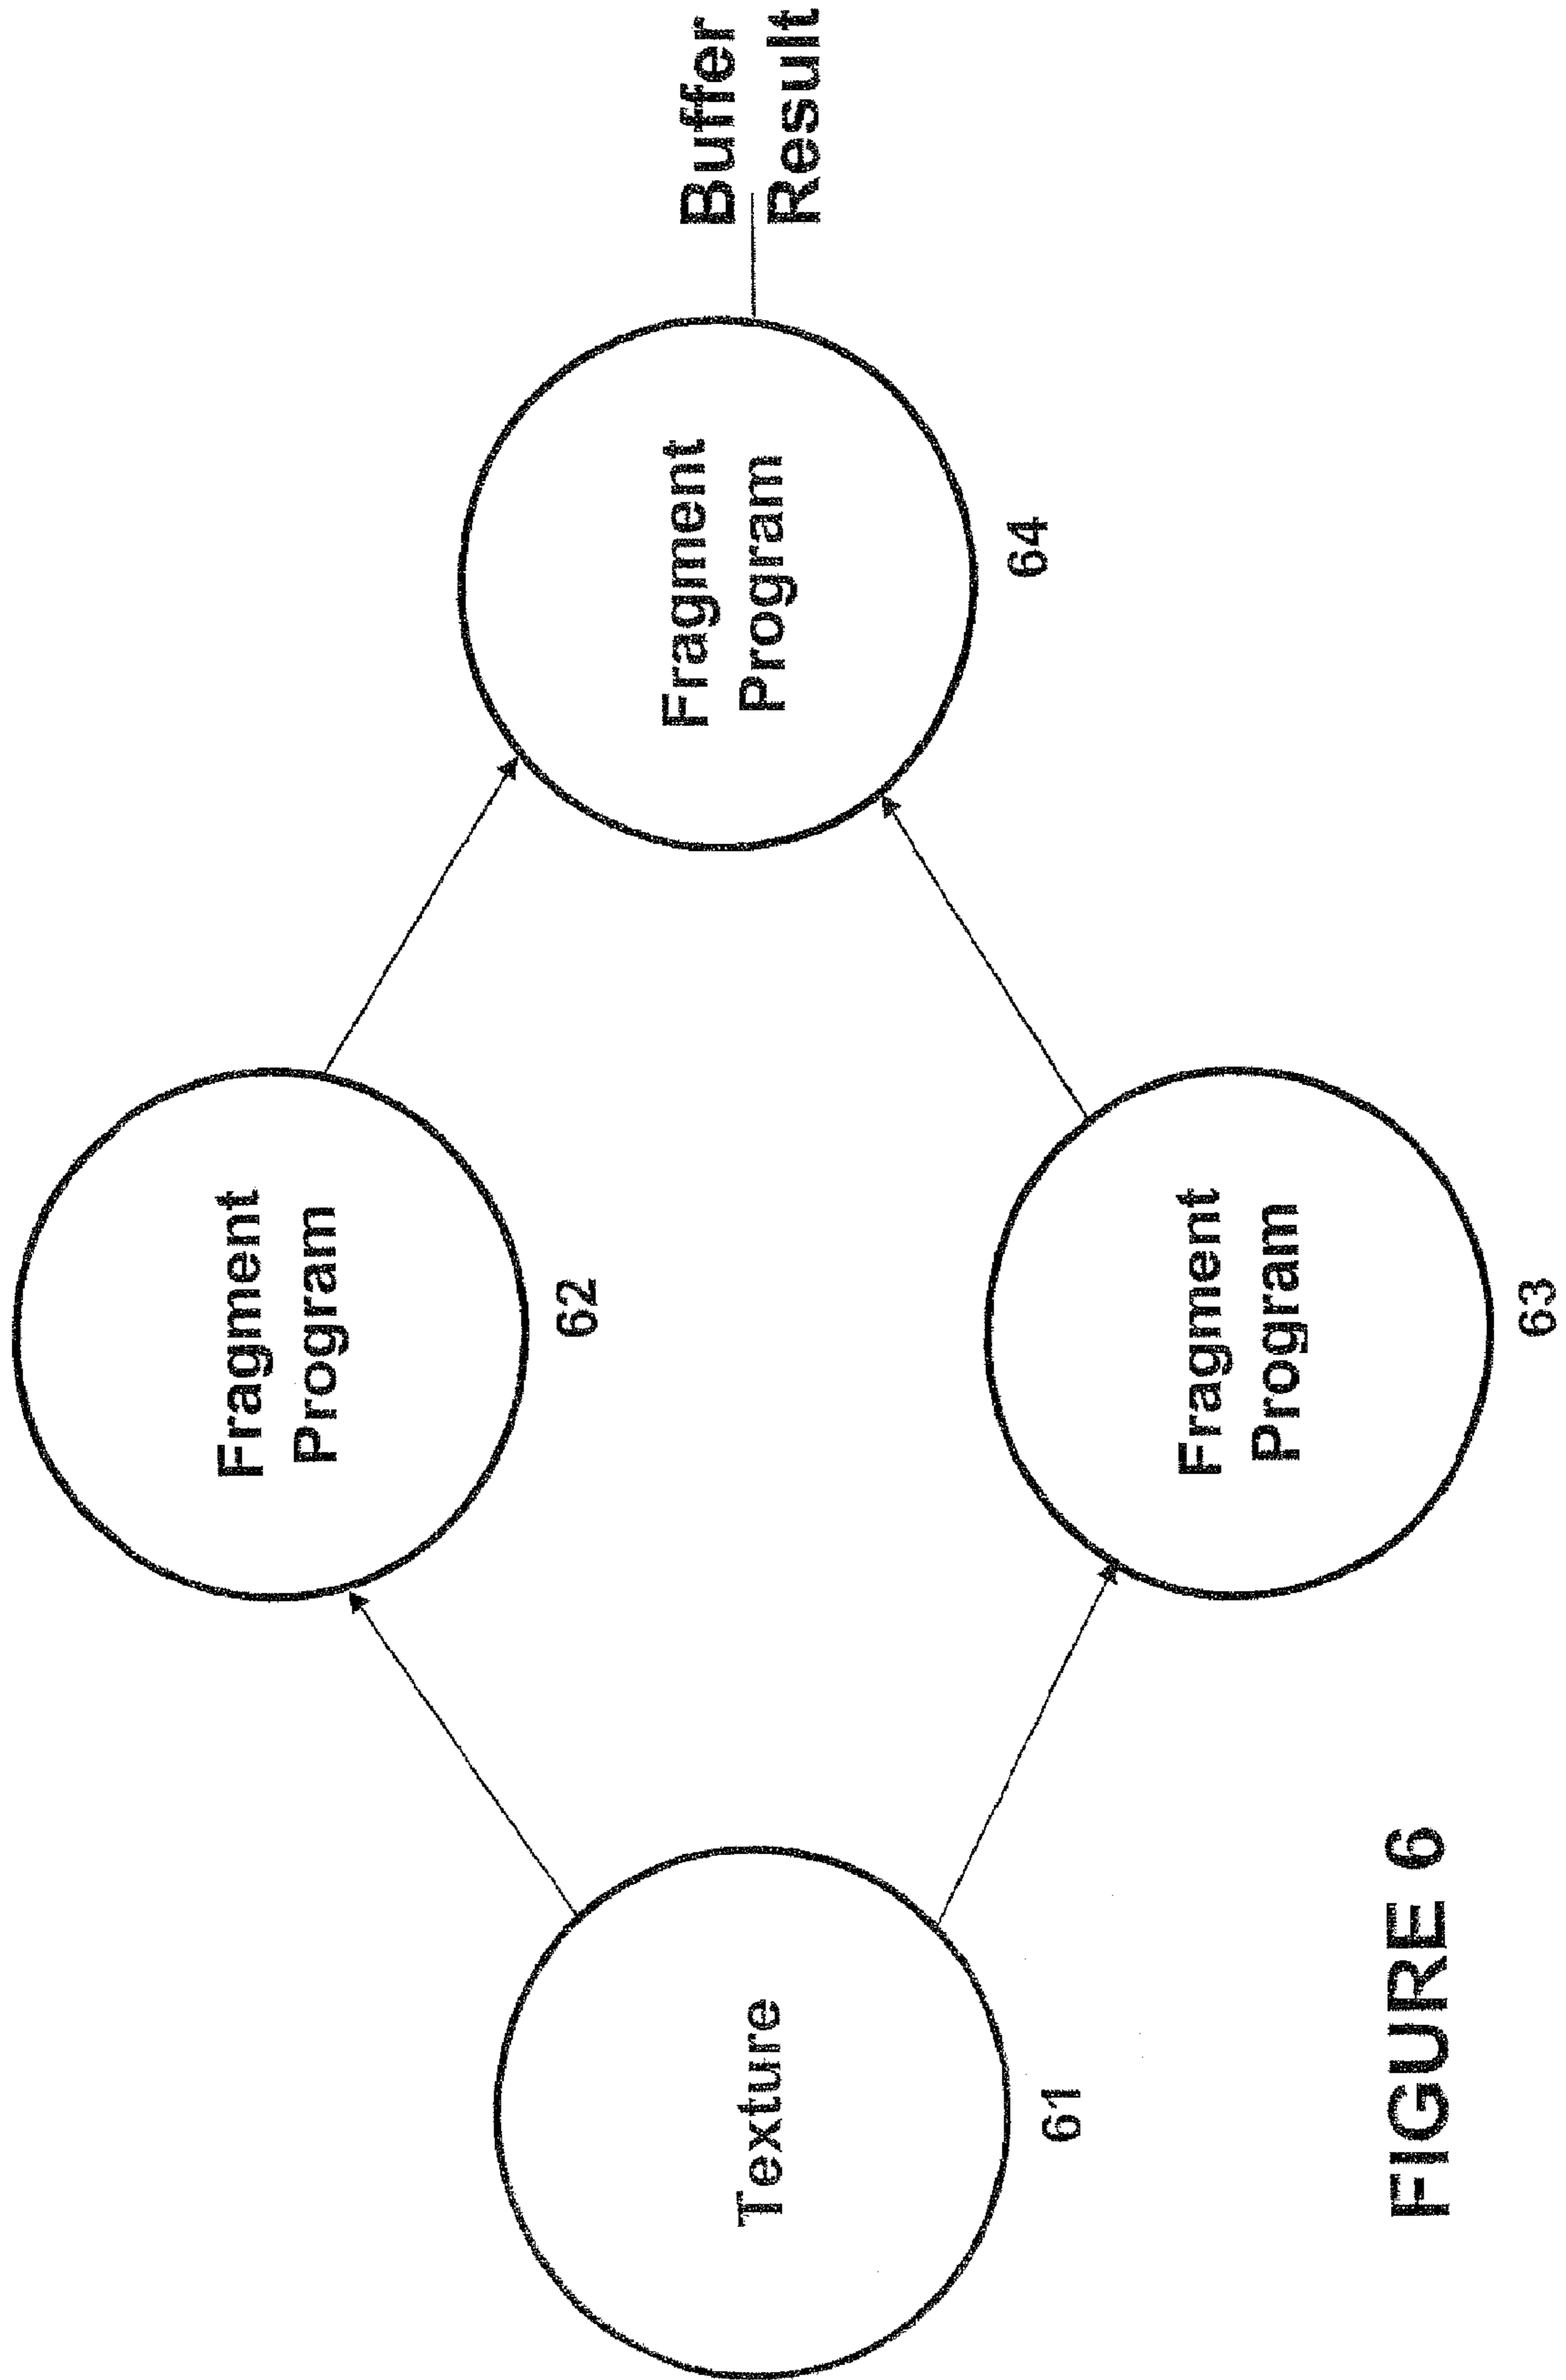 Fragment
Program
62
Texture
61
Fragment
Program
64
Buffer
Result
Fragment
Program
63
FIGURE 6